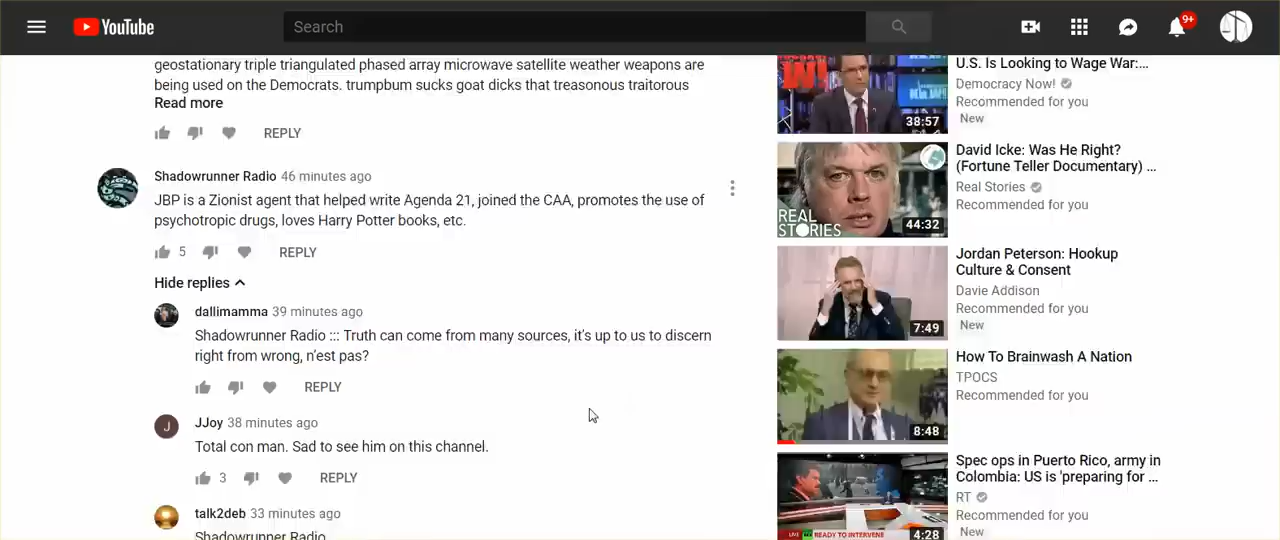 YouTube
Search
9+
geostationary triple triangulated phased array microwave satellite weather weapons are
being used on the Democrats. trumpbum sucks goat dicks that treasonous traitorous
Read more
REPLY
Shadowrunner Radio 46 minutes ago
JBP is a Zionist agent that helped write Agenda 21, joined the CAA, promotes the use of
psychotropic drugs, loves Harry Potter books, etc.
5 REPLY
Hide replies
dallimamma 39 minutes ago
Shadowrunner Radio ::: Truth can come from many sources, it's up to us to discern
right from wrong, n'est pas?
REPLY
J
JJoy 38 minutes ago
Total con man. Sad to see him on this channel.
3 REPLY
talk2deb 33 minutes ago
Shadowrunner Radio
38:57
U.S. Is Looking to Wage War:...
Democracy Now!
Recommended for you
New
REAL
STORIES
44:32
David Icke: Was He Right?
(Fortune Teller Documentary) ...
Real Stories
Recommended for you
7:49
Jordan Peterson: Hookup
Culture & Consent
Davie Addison
Recommended for you
New
8:48
How To Brainwash A Nation
TPOCS
Recommended for you
LIVE RT READY TO INTERVENE
4:28
Spec ops in Puerto Rico, army in
Colombia: US is 'preparing for ...
RT
Recommended for you
New